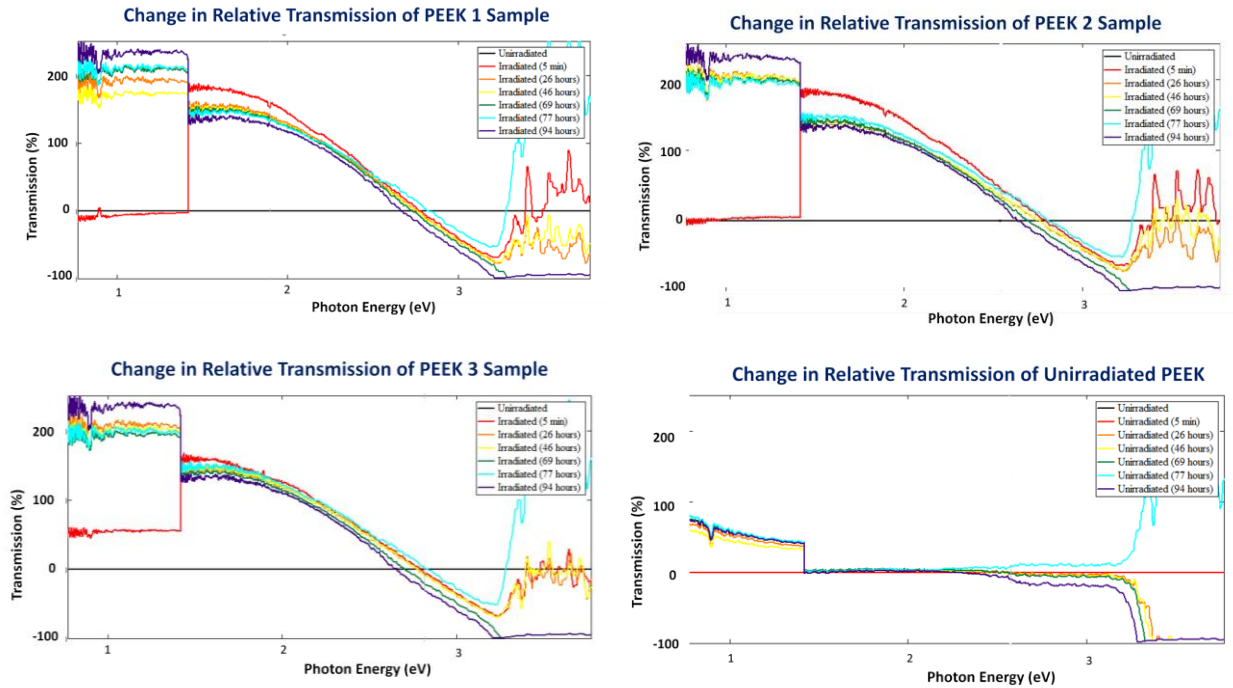 Change in Relative Transmission of PEEK 1 Sample
Transmission (%)
200
100
0
-100
Unirradiated
Irradiated (5 min)
Irradiated (26 hours)
Irradiated (46 hours)
Irradiated (69 hours)
Irradiated (77 hours)
Irradiated (94 hours)
1
2
3
Photon Energy (eV)
Change in Relative Transmission of PEEK 2 Sample
Transmission (%)
200
100
0
-100
Unirradiated
Irradiated (5 min)
Irradiated (26 hours)
Irradiated (46 hours)
Irradiated (69 hours)
Irradiated (77 hours)
Irradiated (94 hours)
1
2
3
Photon Energy (eV)
Change in Relative Transmission of PEEK 3 Sample
Transmission (%)
200
100
0
-100
Unirradiated
Irradiated (5 min)
Irradiated (26 hours)
Irradiated (46 hours)
Irradiated (69 hours)
Irradiated (77 hours)
Irradiated (94 hours)
1
2
3
Photon Energy (eV)
Change in Relative Transmission of Unirradiated PEEK
Transmission (%)
200
100
0
-100
Unirradiated
Unirradiated (5 min)
Unirradiated (26 hours)
Unirradiated (46 hours)
Unirradiated (69 hours)
Unirradiated (77 hours)
Unirradiated (94 hours)
1
2
3
Photon Energy (eV)